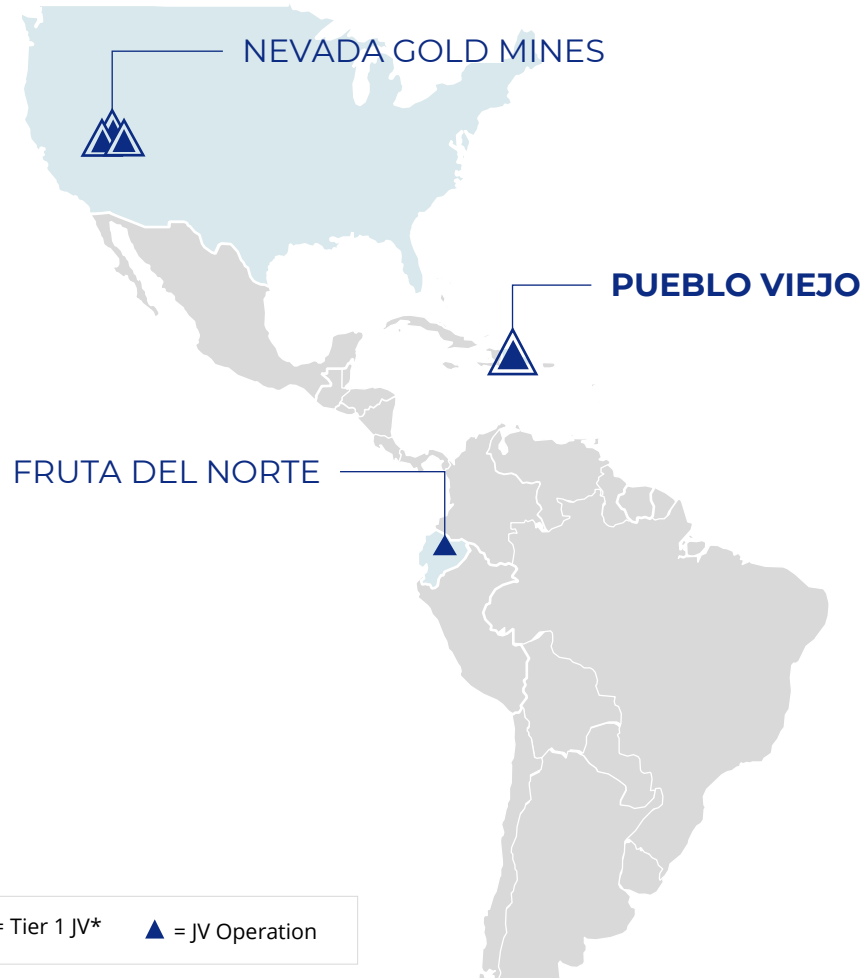 NEVADA GOLD MINES
PUEBLO VIEJO
FRUTA DEL NORTE
= Tier 1 JV*
= JV Operation